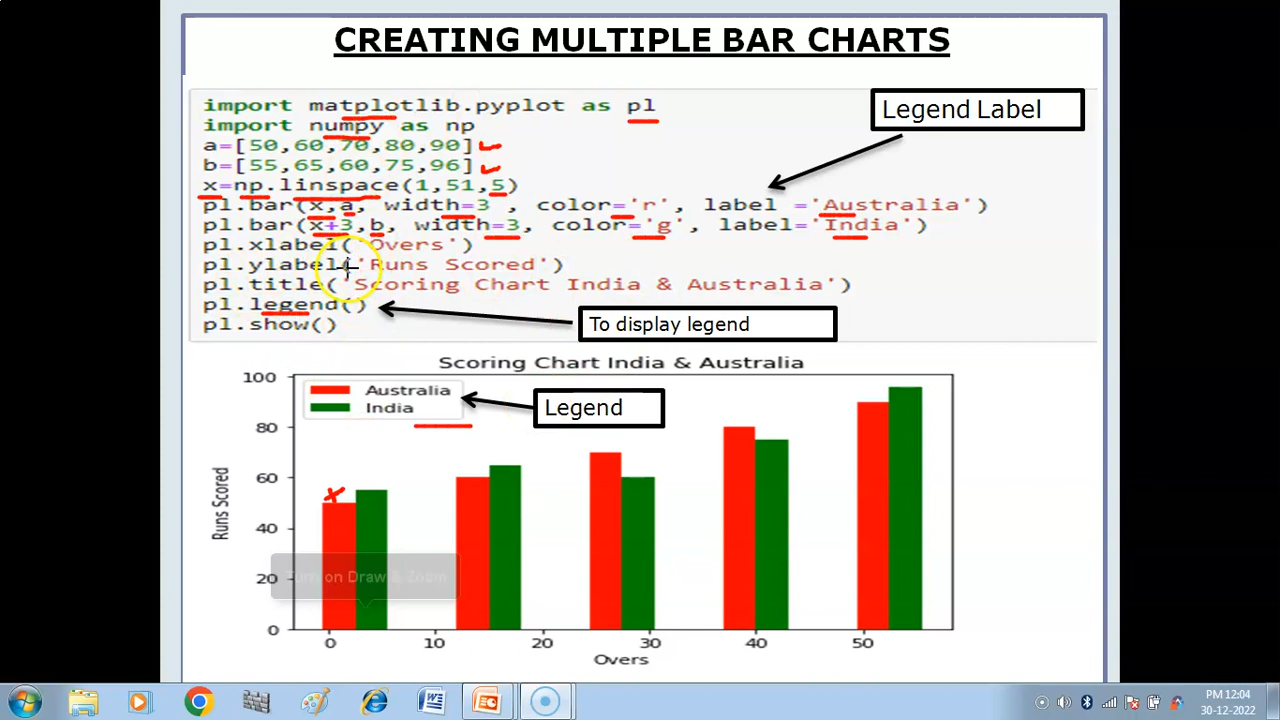 CREATING MULTIPLE BAR CHARTS
import matplotlib.pyplot as pl
import numpy as np
a=[50,60,70,80,90]
b=[55,65,60,75,96]
x=np.linspace(1,51,5)
pl.bar(x,a, width=3 , color='r', label ='Australia')
pl.bar(x+3,b, width=3, color='g', label='India')
pl.xlabel('Overs')
pl.ylabel('Runs Scored')
pl.title('Scoring Chart India & Australia')
pl.legend()
pl.show()
Legend Label
To display legend
Scoring Chart India & Australia
Australia
India
Legend
100
80
60
40
20
0
Runs Scored
Turn on Draw & Zoom
0 10 20 30 40 50
Overs
PM 12:04
30-12-2022